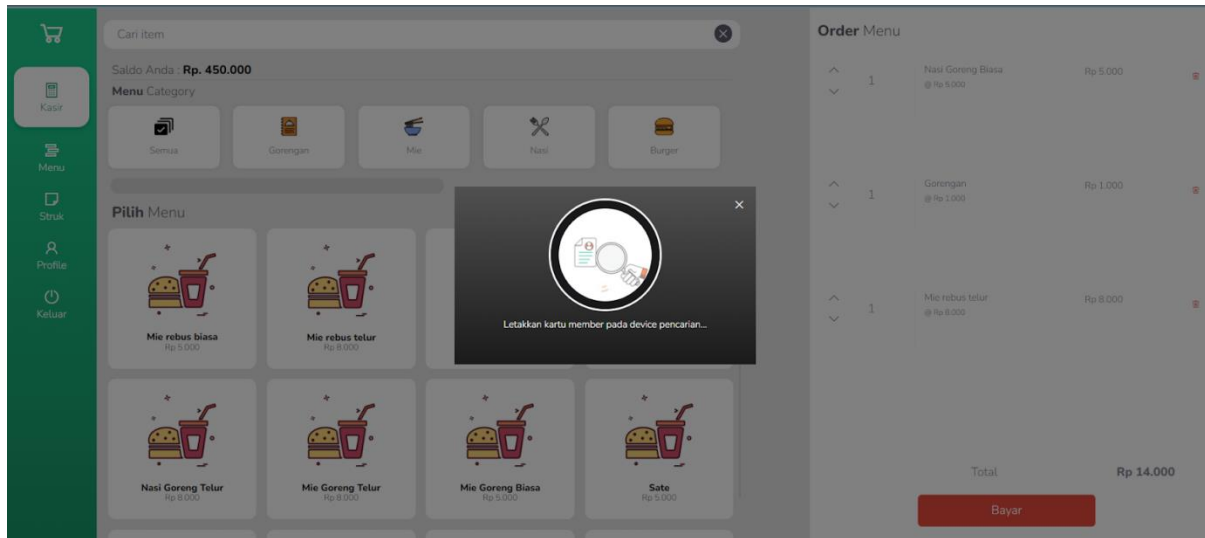 Cari item
Saldo Anda : Rp. 450.000
Menu Category
Semua
Gorengan
Mie
Nasi
Burger
Pilih Menu
Mie rebus biasa
Rp 5.000
Mie rebus telur
Rp 8.000
Nasi Goreng Telur
Rp 8.000
Mie Goreng Telur
Rp 8.000
Mie Goreng Biasa
Rp 5.000
Sate
Rp 5.000
Kasir
Menu
Struk
Profile
Keluar
Letakkan kartu member pada device pencarian...
Order Menu
1
Nasi Goreng Biasa
Rp 5.000
@ Rp 5.000
1
Gorengan
Rp 1.000
@ Rp 1.000
1
Mie rebus telur
Rp 8.000
@ Rp 8.000
Total
Rp 14.000
Bayar